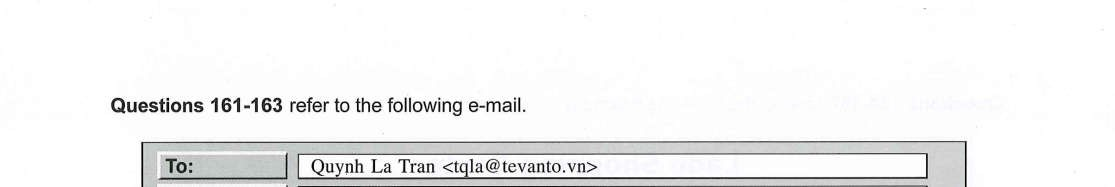 Questions 161-163 refer to the following e-mail.
To: Quynh La Tran <tqla@tevanto.vn>